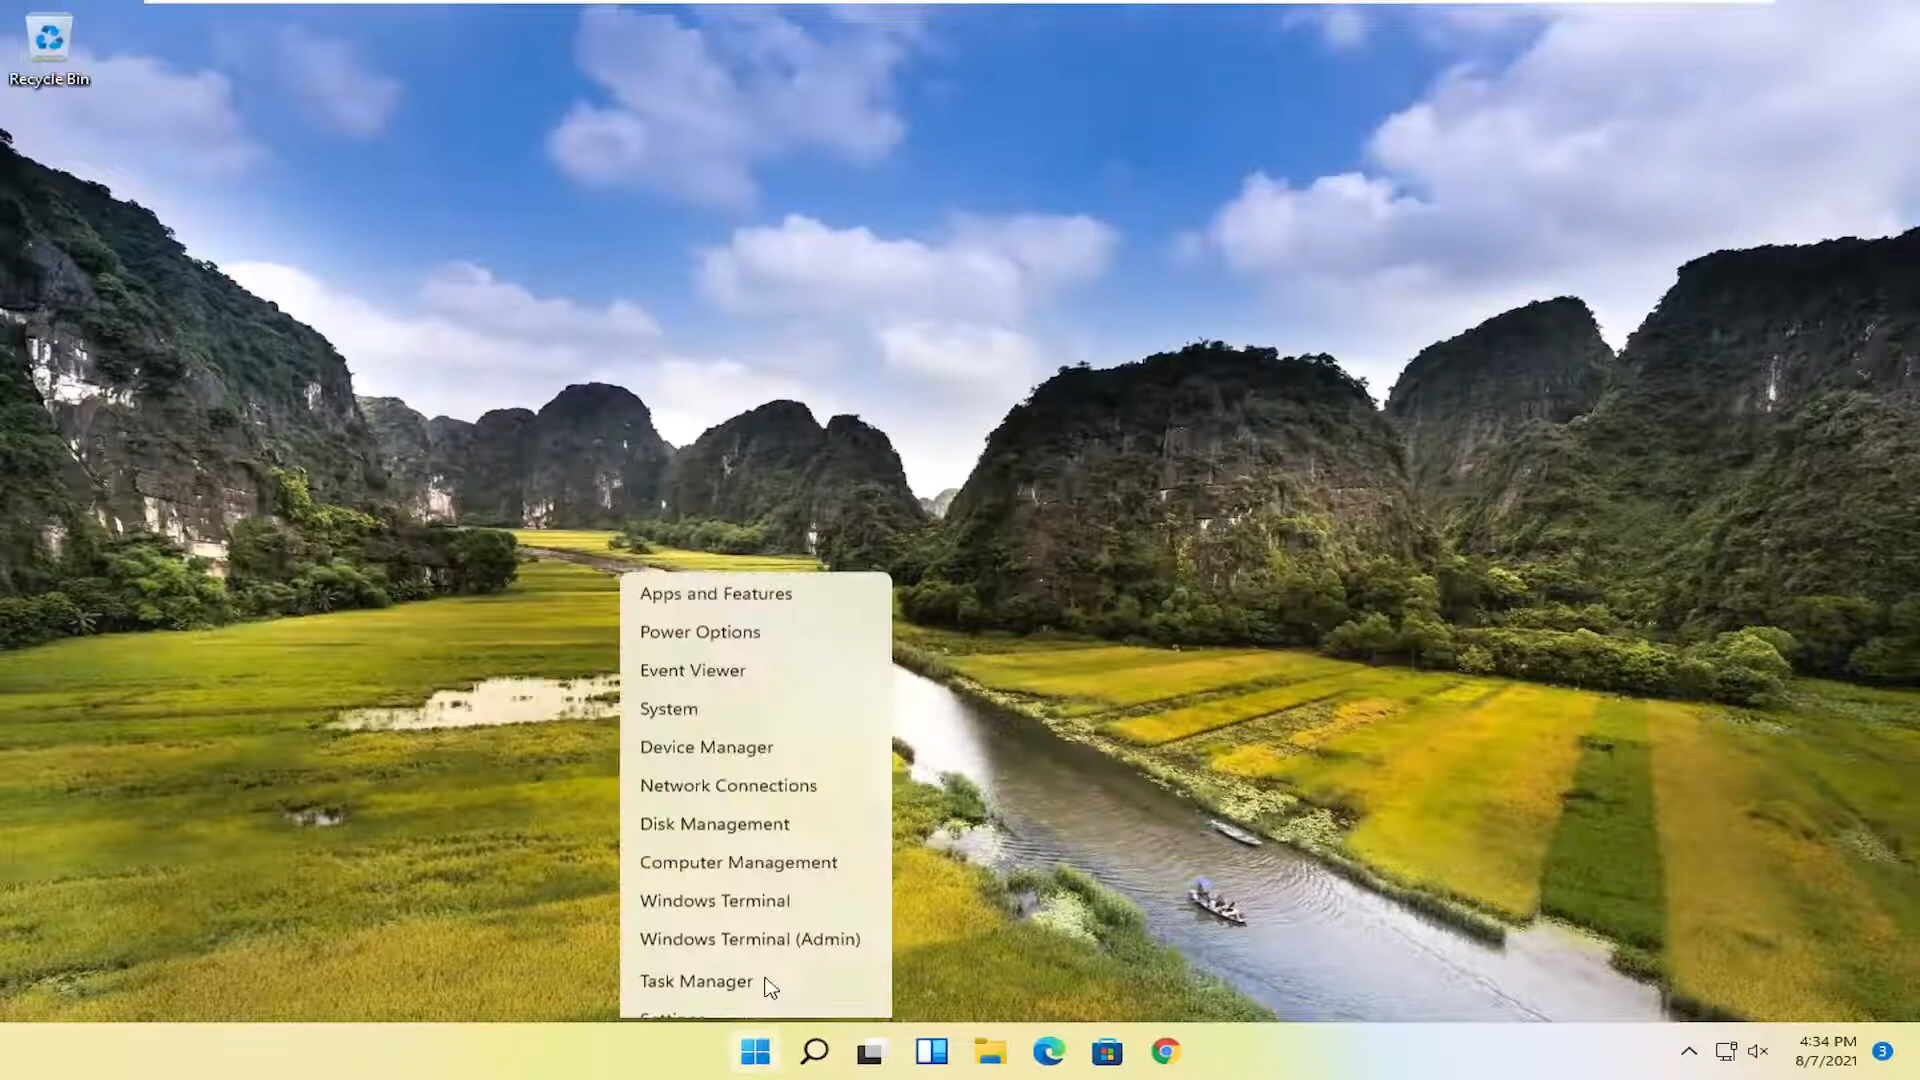 Recycle Bin
Apps and Features
Power Options
Event Viewer
System
Device Manager
Network Connections
Disk Management
Computer Management
Windows Terminal
Windows Terminal (Admin)
Task Manager
4:34 PM
8/7/2021
3